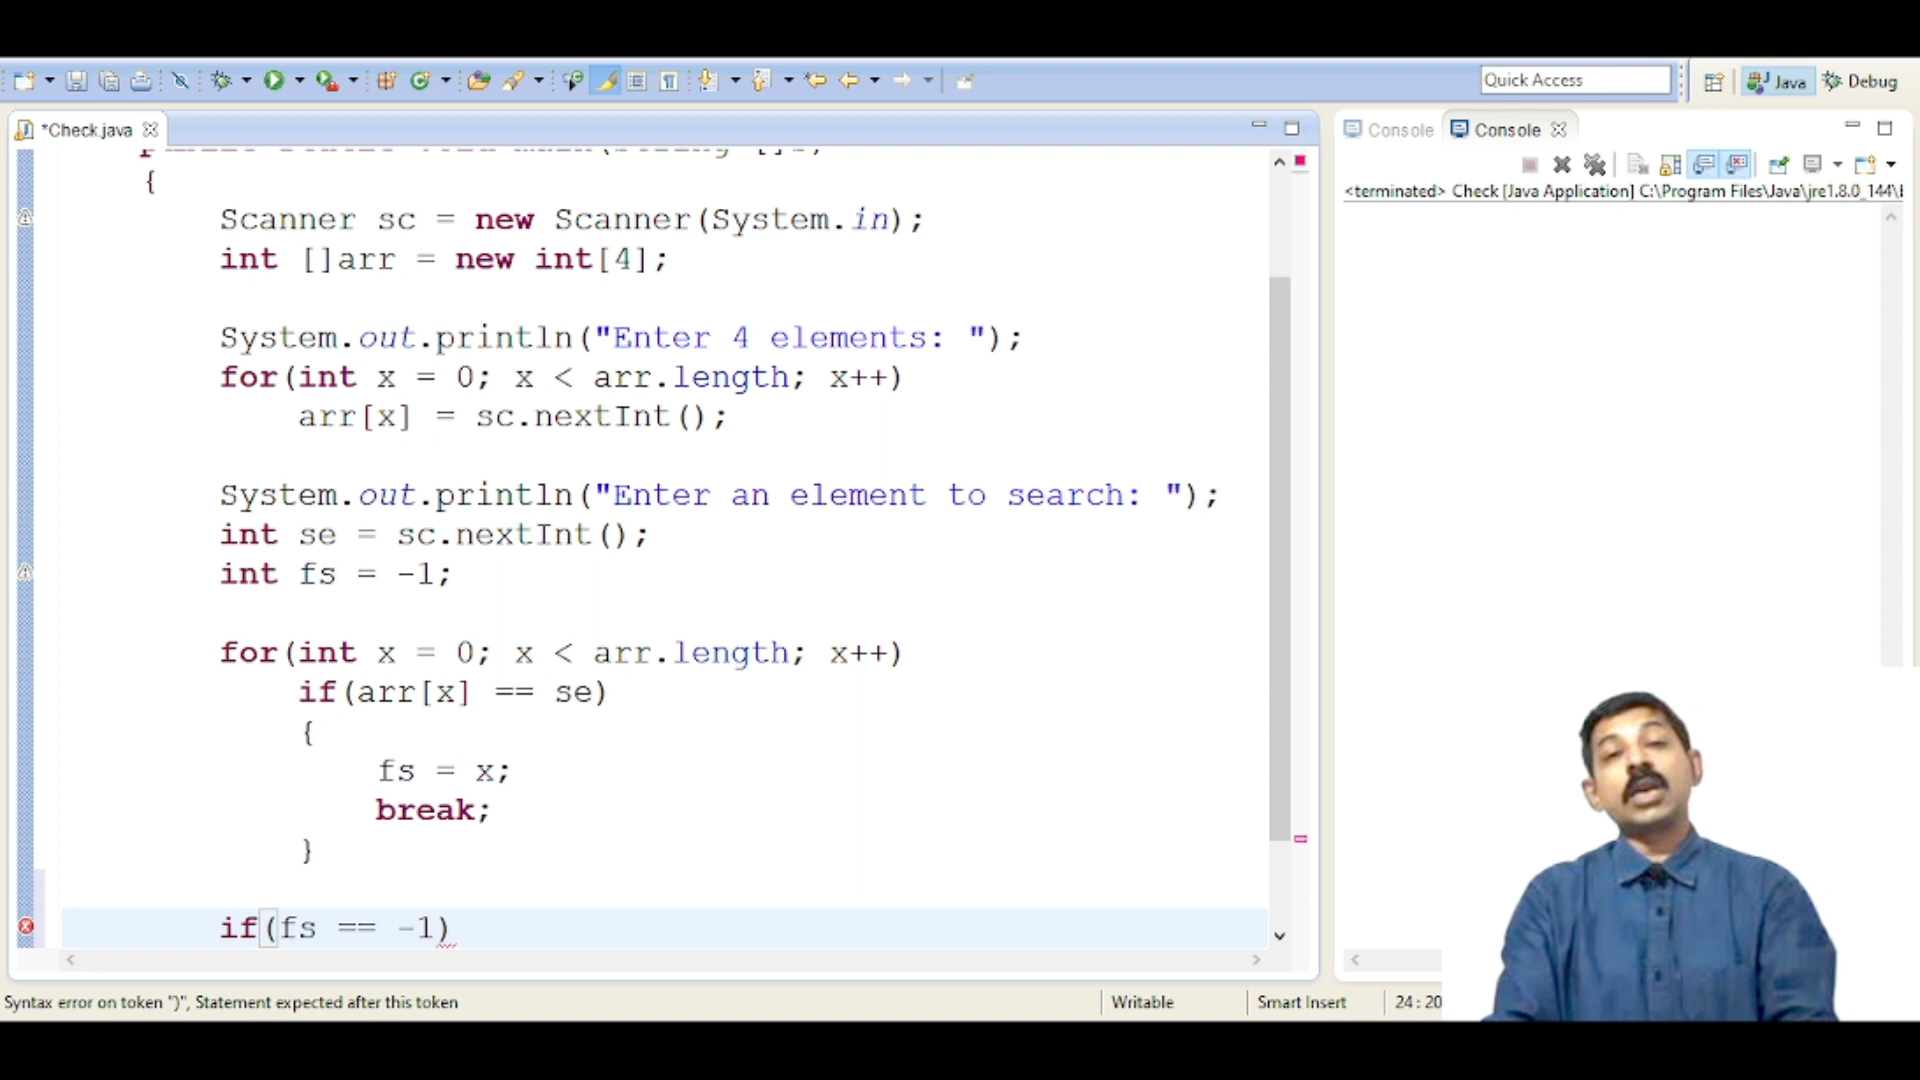 Quick Access
Java
Debug
*Check.java
Console
Console
<terminated> Check [Java Application] C:\Program Files\Java\jre1.8.0_144\
{
Scanner sc = new Scanner(System.in);
int []arr = new int[4];
System.out.println("Enter 4 elements: ");
for(int x = 0; x < arr.length; x++)
arr[x] = sc.nextInt();
System.out.println("Enter an element to search: ");
int se = sc.nextInt();
int fs = -1;
for(int x = 0; x < arr.length; x++)
if(arr[x] == se)
{
fs = x;
break;
}
if(fs == -1)
Syntax error on token ")", Statement expected after this token
Writable
Smart Insert
24 : 20